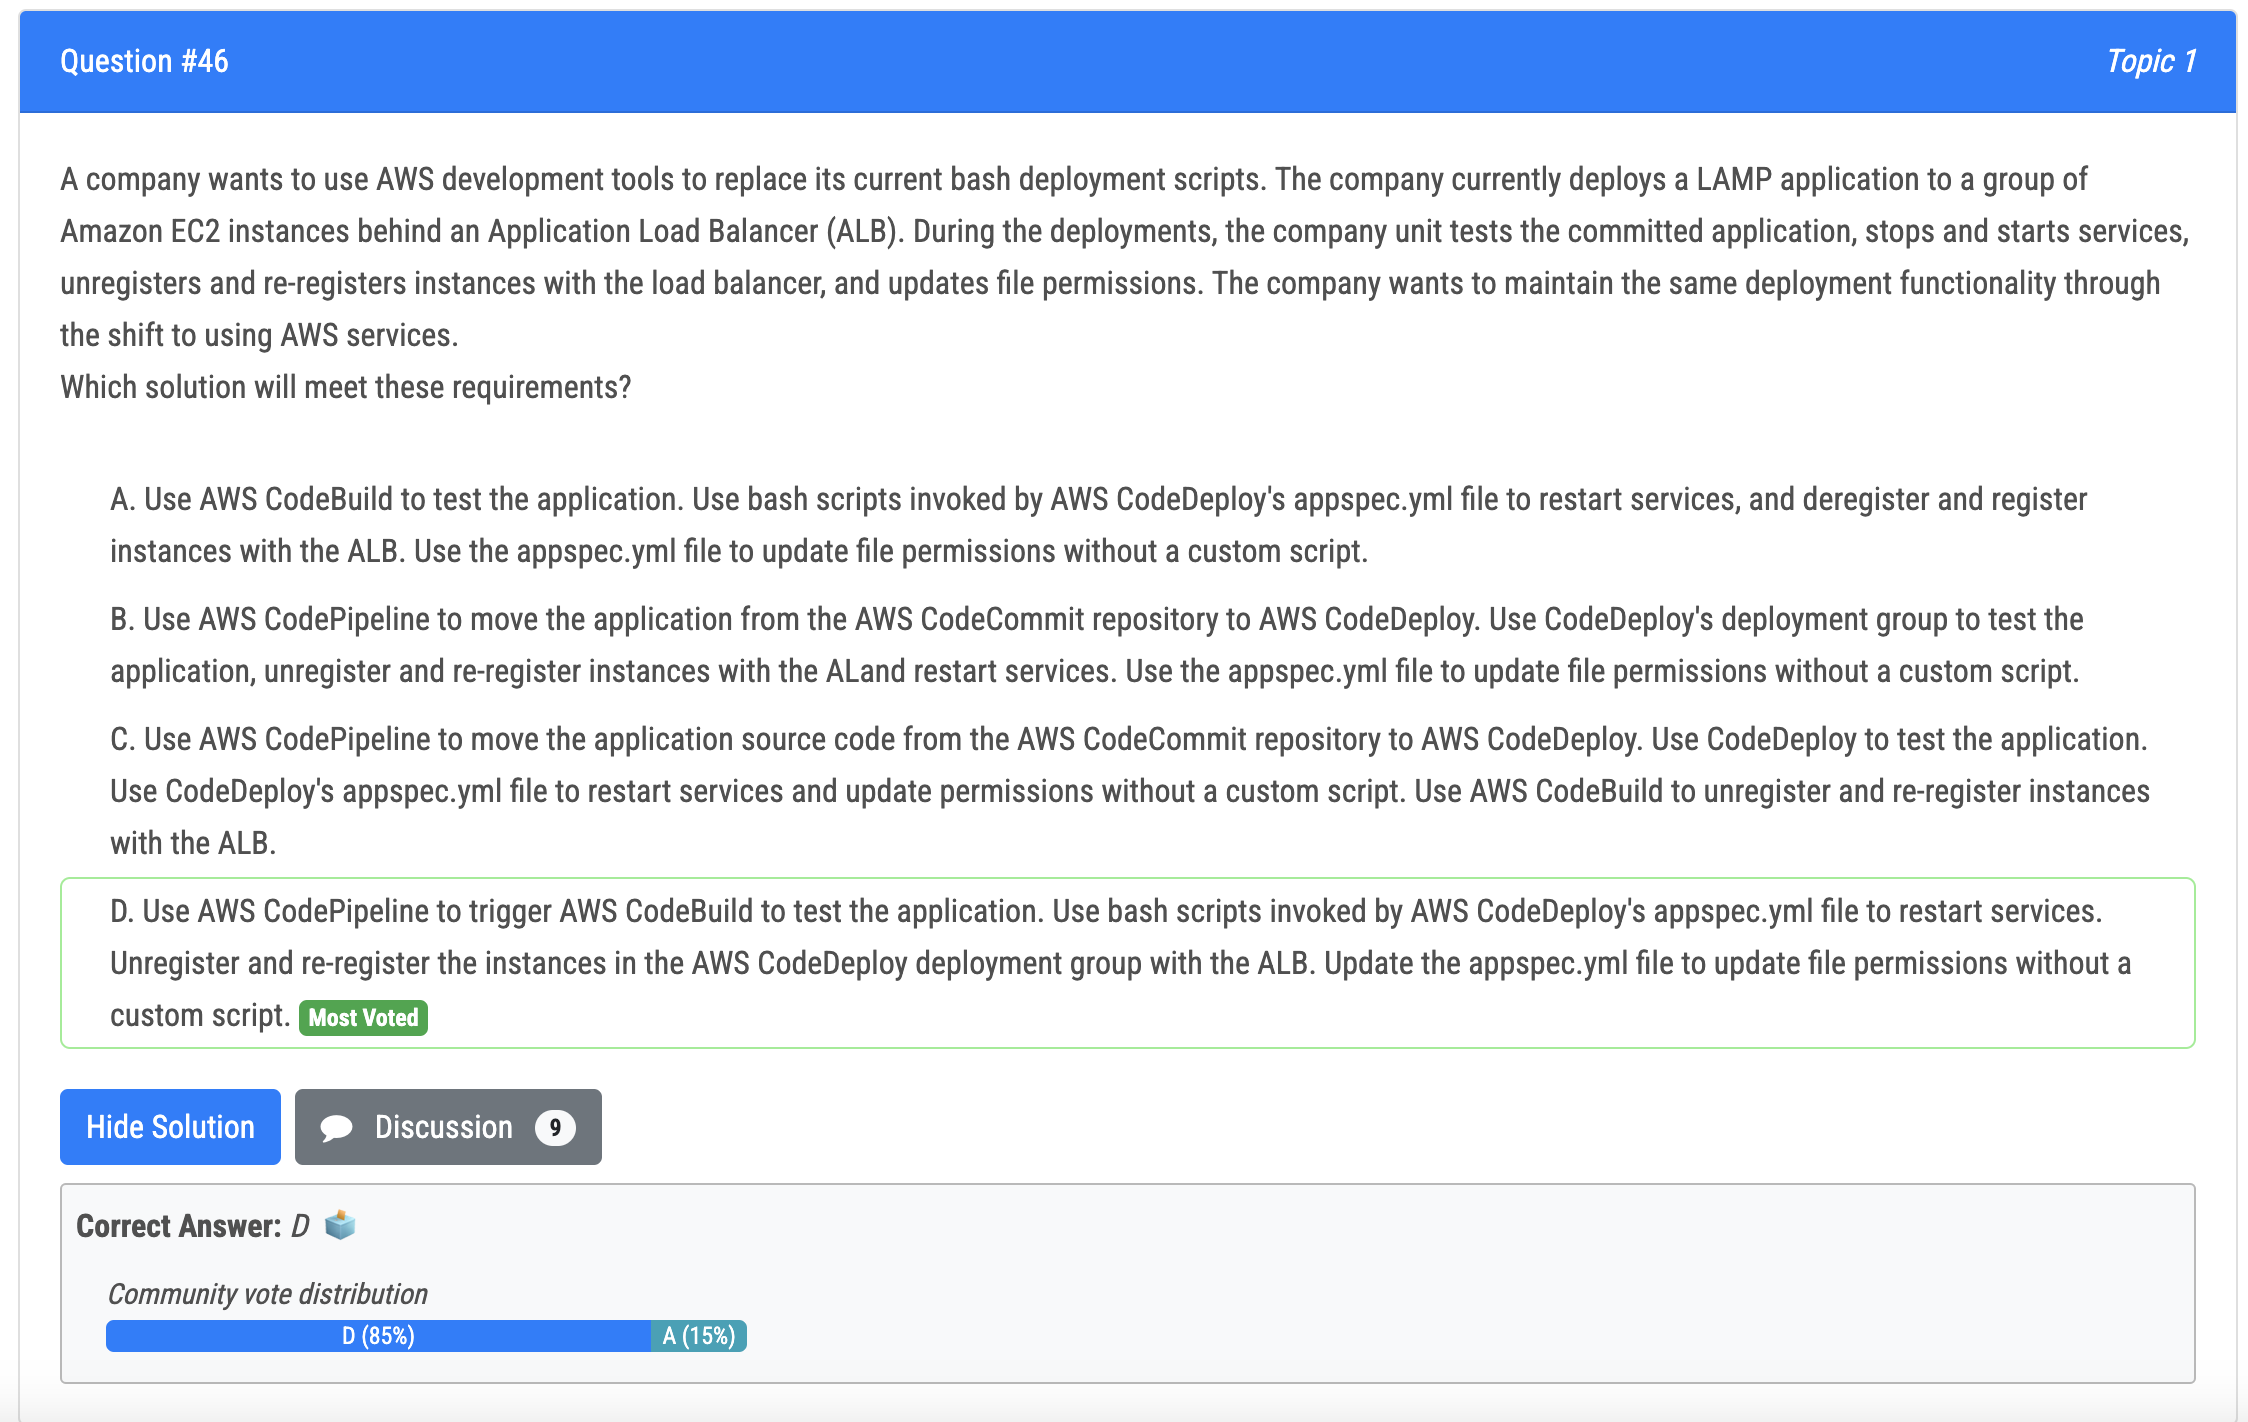 Question #46
Topic 1
A company wants to use AWS development tools to replace its current bash deployment scripts. The company currently deploys a LAMP application to a group of
Amazon EC2 instances behind an Application Load Balancer (ALB). During the deployments, the company unit tests the committed application, stops and starts services,
unregisters and re-registers instances with the load balancer, and updates file permissions. The company wants to maintain the same deployment functionality through
the shift to using AWS services.
Which solution will meet these requirements?
A. Use AWS CodeBuild to test the application. Use bash scripts invoked by AWS CodeDeploy's appspec.yml file to restart services, and deregister and register
instances with the ALB. Use the appspec.yml file to update file permissions without a custom script.
B. Use AWS CodePipeline to move the application from the AWS CodeCommit repository to AWS CodeDeploy. Use CodeDeploy's deployment group to test the
application, unregister and re-register instances with the ALand restart services. Use the appspec.yml file to update file permissions without a custom script.
C. Use AWS CodePipeline to move the application source code from the AWS CodeCommit repository to AWS CodeDeploy. Use CodeDeploy to test the application.
Use CodeDeploy's appspec.yml file to restart services and update permissions without a custom script. Use AWS CodeBuild to unregister and re-register instances
with the ALB.
D. Use AWS CodePipeline to trigger AWS CodeBuild to test the application. Use bash scripts invoked by AWS CodeDeploy's appspec.yml file to restart services.
Unregister and re-register the instances in the AWS CodeDeploy deployment group with the ALB. Update the appspec.yml file to update file permissions without a
custom script. Most Voted
Hide Solution
Discussion 9
Correct Answer: D
Community vote distribution
D (85%)
A (15%)